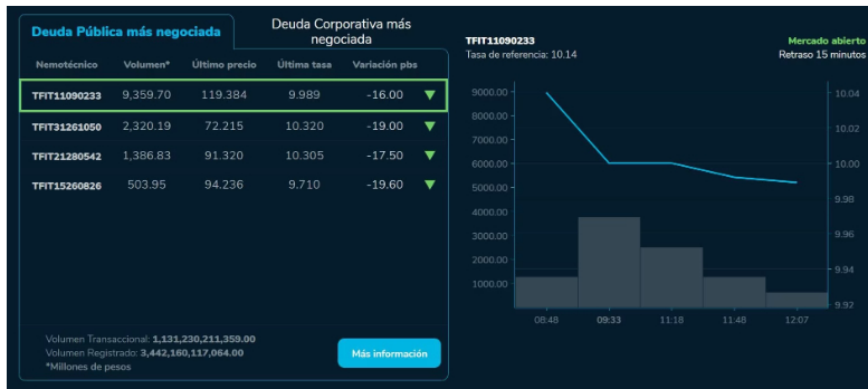 Deuda Pública más negociada
Deuda Corporativa más
negociada
Nemotécnico Volumen* Último precio Última tasa Variación pbs
TFIT11090233 9,359.70 119.384 9.989 -16.00
TFIT31261050 2,320.19 72.215 10.320 -19.00
TFIT21280542 1,386.83 91.320 10.305 -17.50
TFIT15260826 503.95 94.236 9.710 -19.60
Volumen Transaccional: 1,131,230,211,359.00
Volumen Registrado: 3,442,160,117,064.00
*Millones de pesos
Más información
TFIT11090233
Tasa de referencia: 10.14
Mercado abierto
Retraso 15 minutos
9000.00
8000.00
7000.00
6000.00
5000.00
4000.00
3000.00
2000.00
1000.00
10.04
10.02
10.00
9.98
9.96
9.94
9.92
08:48 09:33 11:18 11:48 12:07